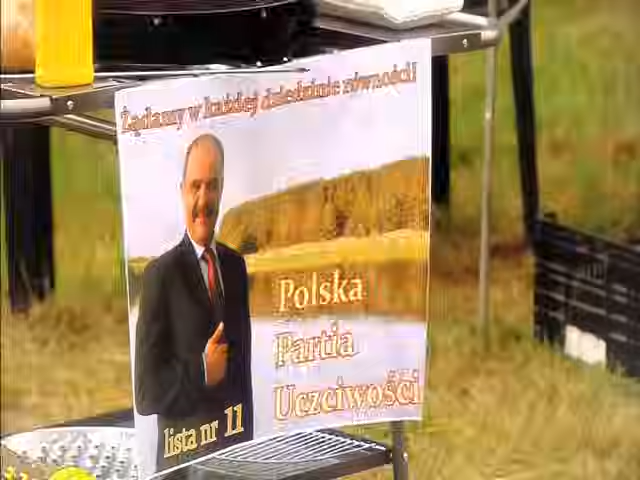 Żądamy w każdej dziedzinie równości!
Polska
Partia
Uczciwości
lista nr 11